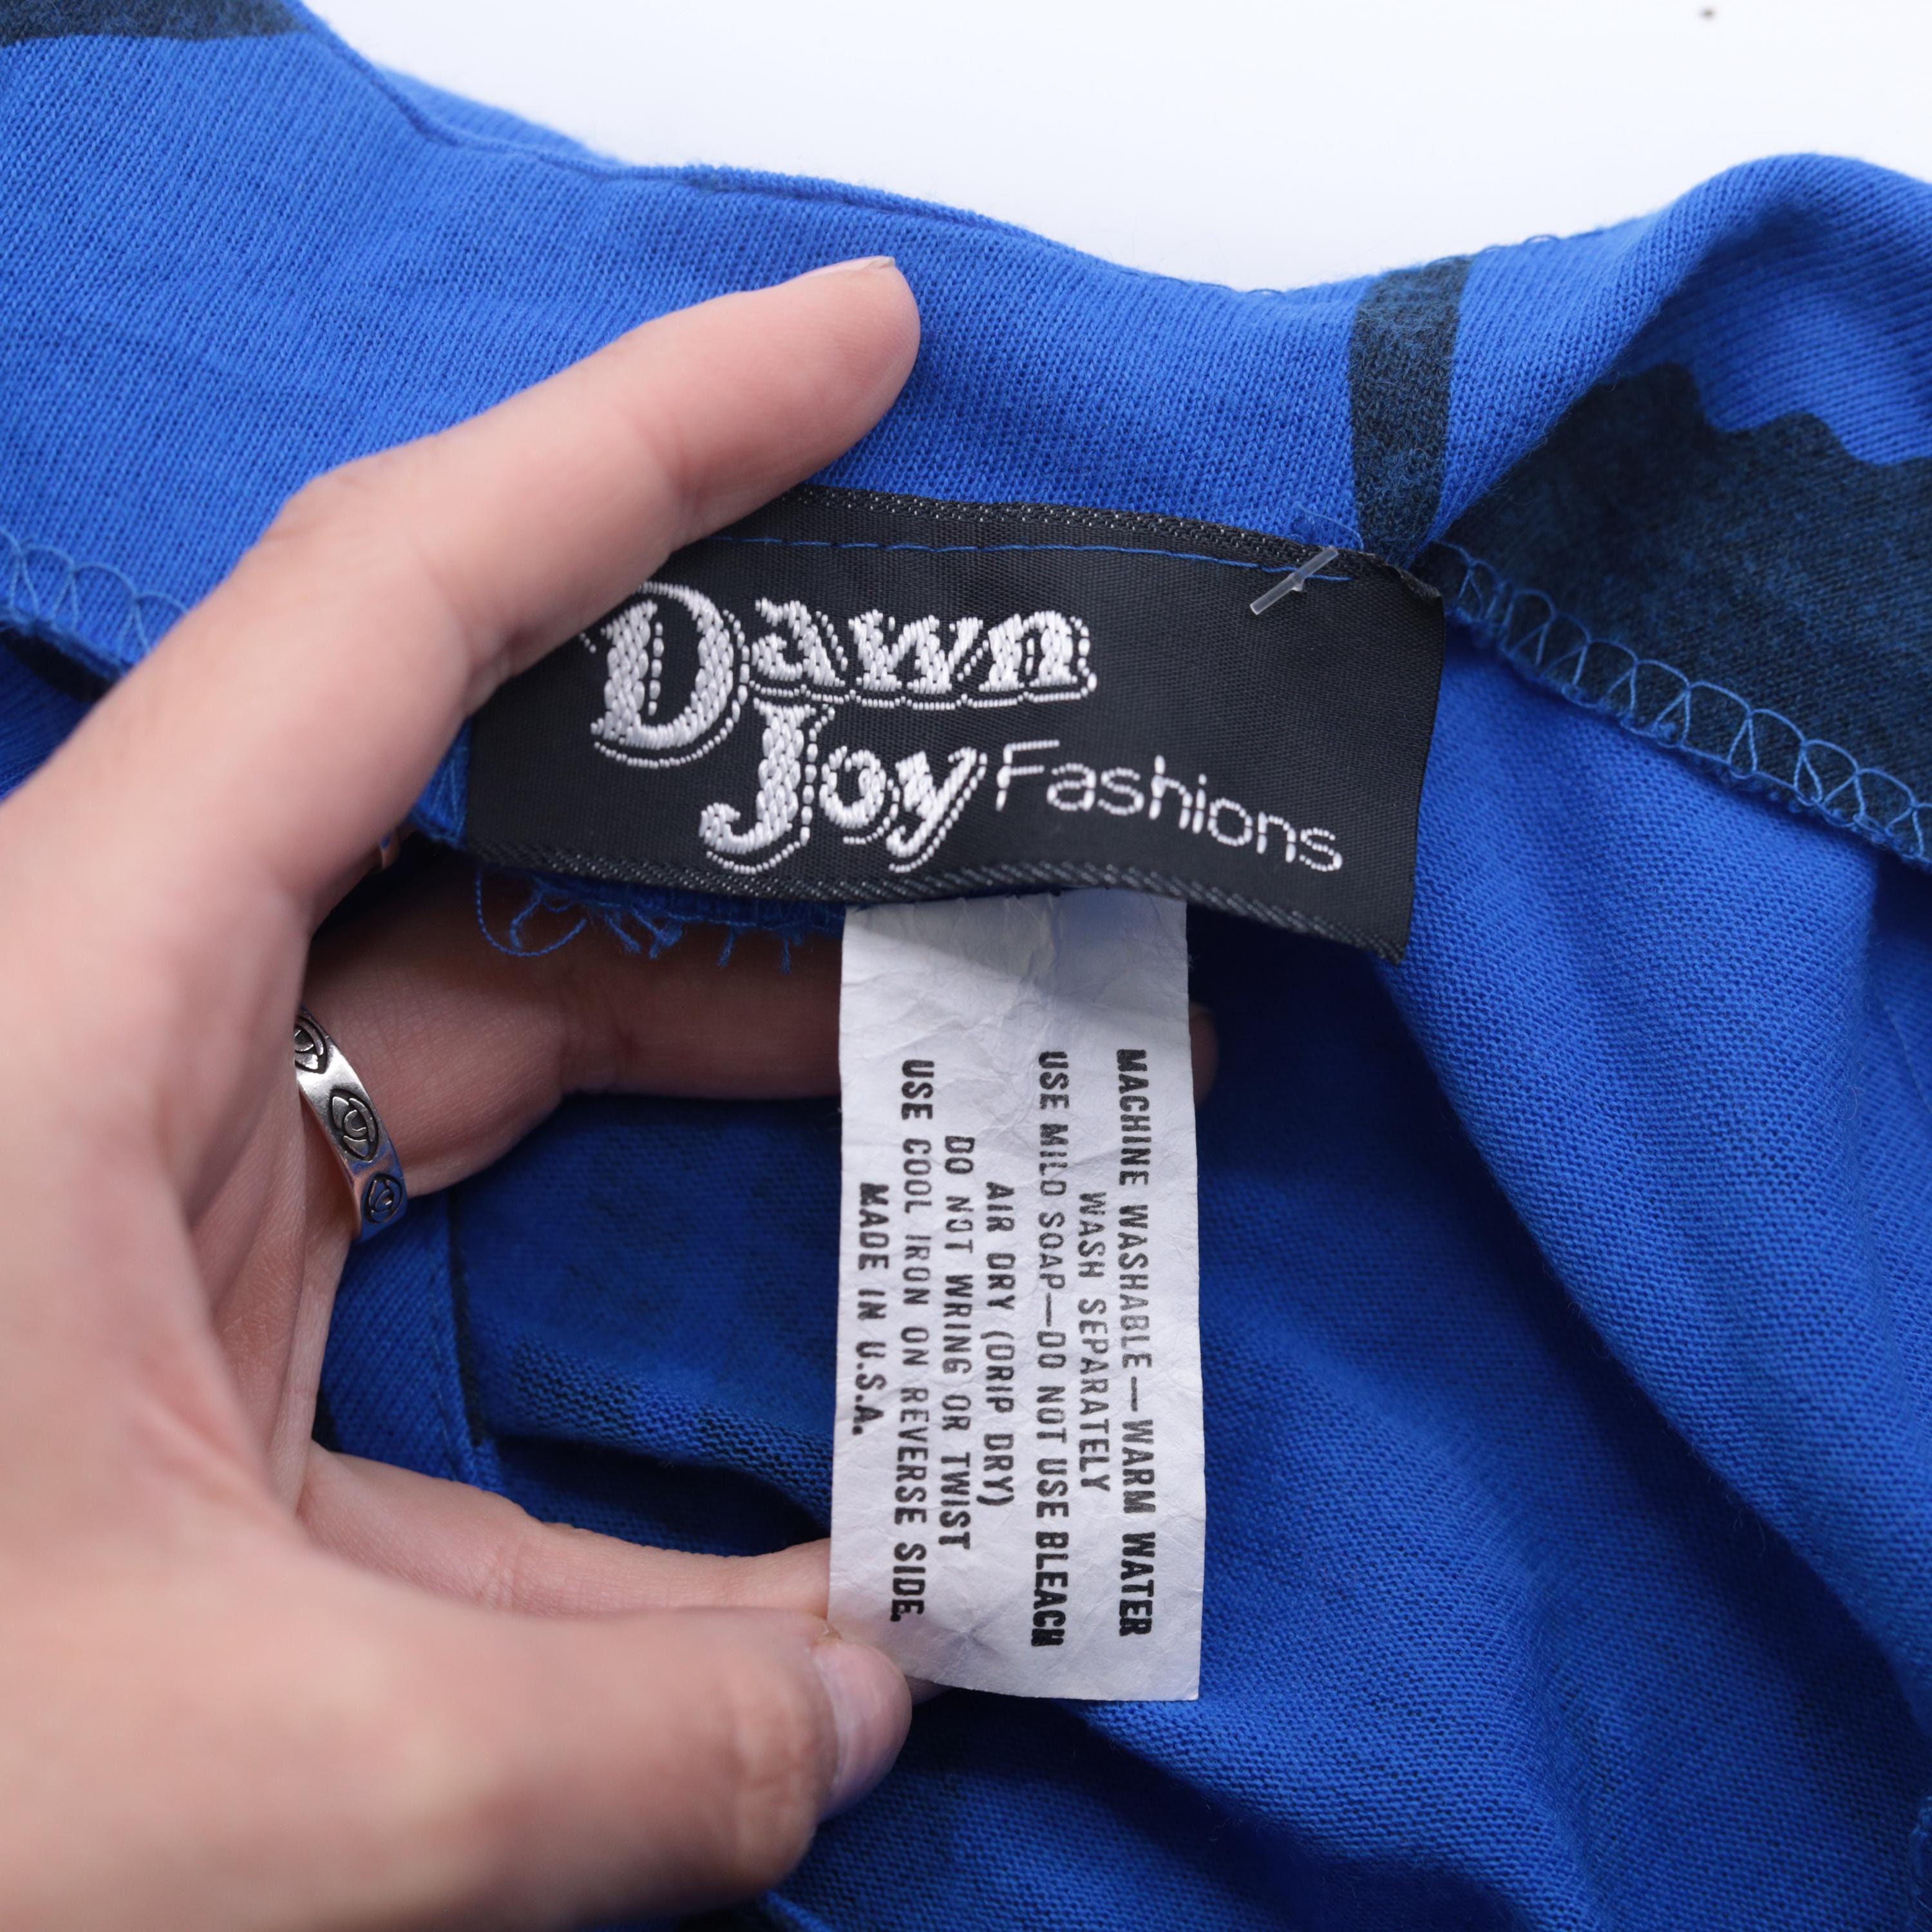 Dawn
Joy Fashions
MACHINE WASHABLE—WARM WATER
WASH SEPARATELY
USE MILD SOAP—DO NOT USE BLEACH
AIR DRY (DRIP DRY)
DO NOT WRING OR TWIST
USE COOL IRON ON REVERSE SIDE.
MADE IN U.S.A.